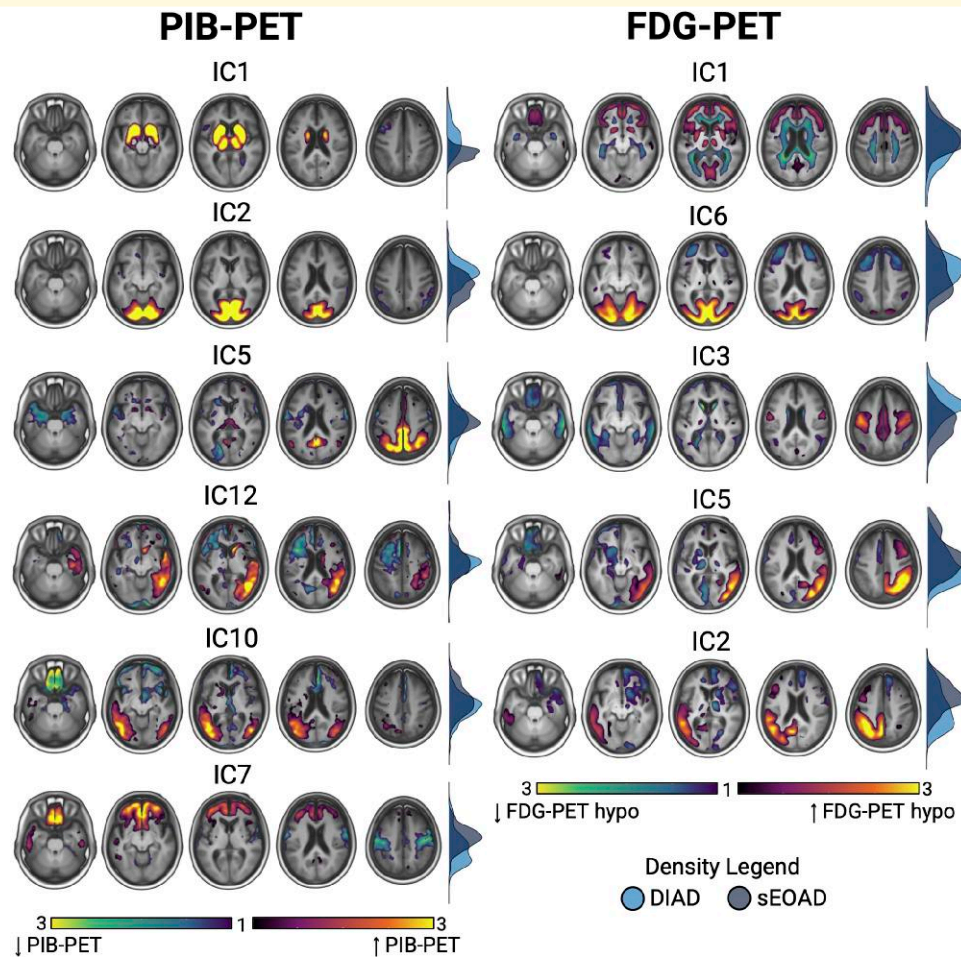 PIB-PET
IC1
IC2
IC5
IC12
IC10
IC7
3 1 3
↓ PIB-PET ↑ PIB-PET
FDG-PET
IC1
IC6
IC3
IC5
IC2
3 1 3
↓ FDG-PET hypo ↑ FDG-PET hypo
Density Legend
DIAD sEOAD